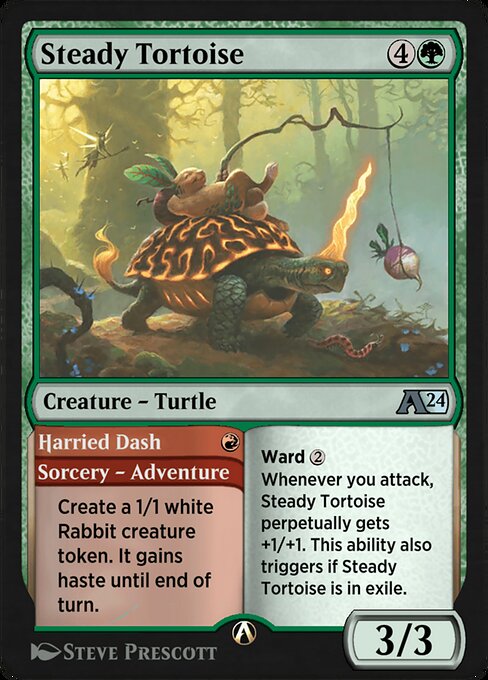 Steady Tortoise 4
Creature – Turtle
A24
Harried Dash
Sorcery – Adventure
Create a 1/1 white
Rabbit creature
token. It gains
haste until end of
turn.
Ward 2
Whenever you attack,
Steady Tortoise
perpetually gets
+1/+1. This ability also
triggers if Steady
Tortoise is in exile.
3/3
Steve Prescott